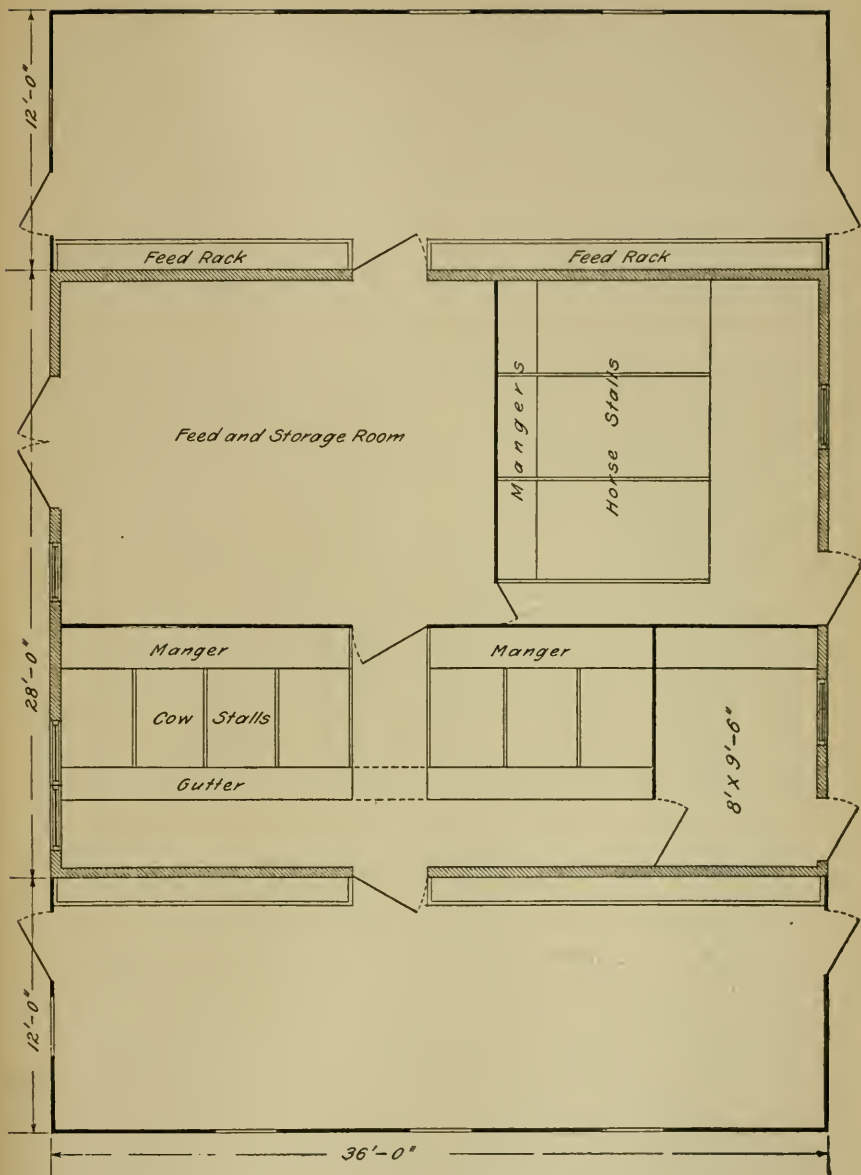 12'-0"
Feed Rack
Feed Rack
Mangers
Horse Stalls
Feed and Storage Room
28'-0"
Manger
Manger
Cow Stalls
8' X 9'-6"
Gutter
12'-0"
36'-0"